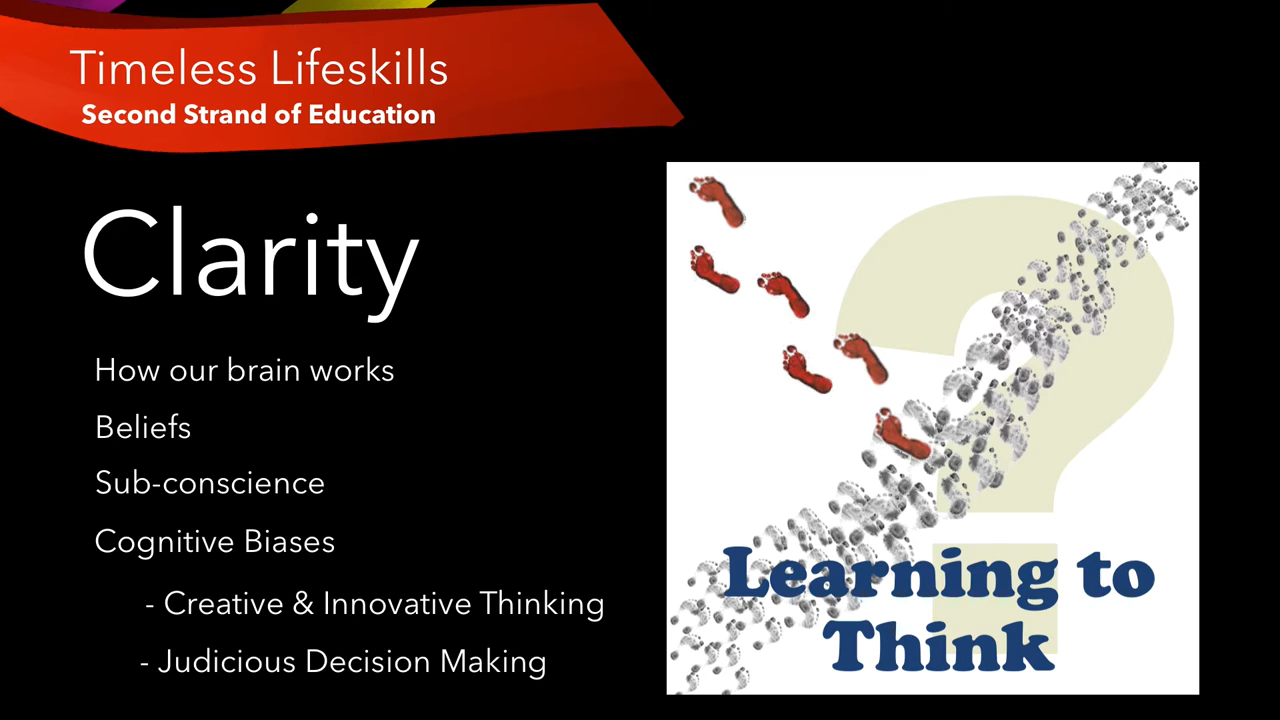 Timeless Lifeskills
Second Strand of Education
Clarity
How our brain works
Beliefs
Sub-conscience
Cognitive Biases
- Creative & Innovative Thinking
- Judicious Decision Making
Learning to
Think